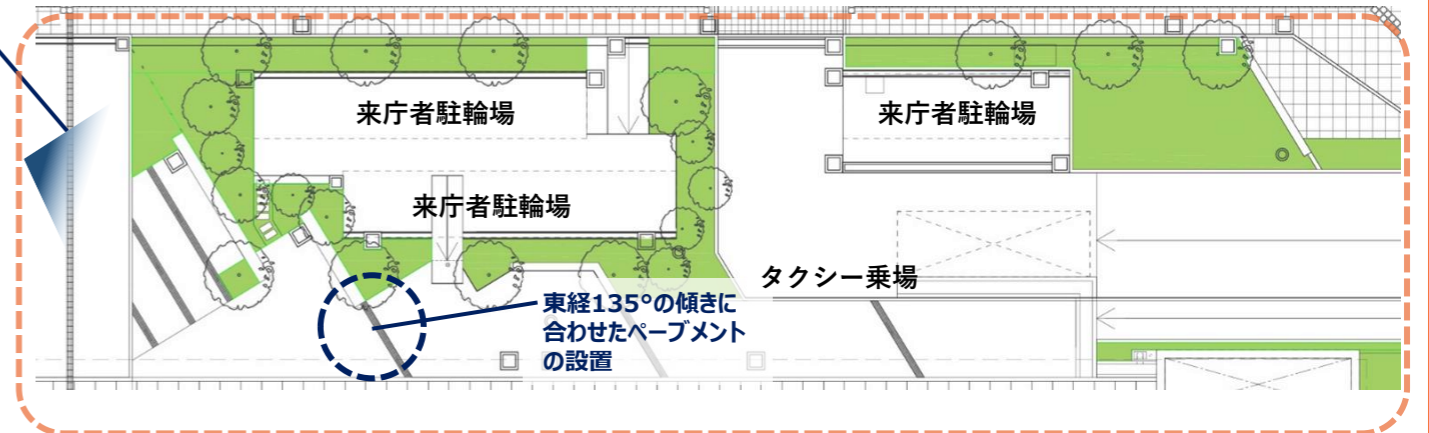 来庁者駐輪場
来庁者駐輪場
来庁者駐輪場
タクシー乗場
東経135°の傾きに
合わせたペーブメント
の設置